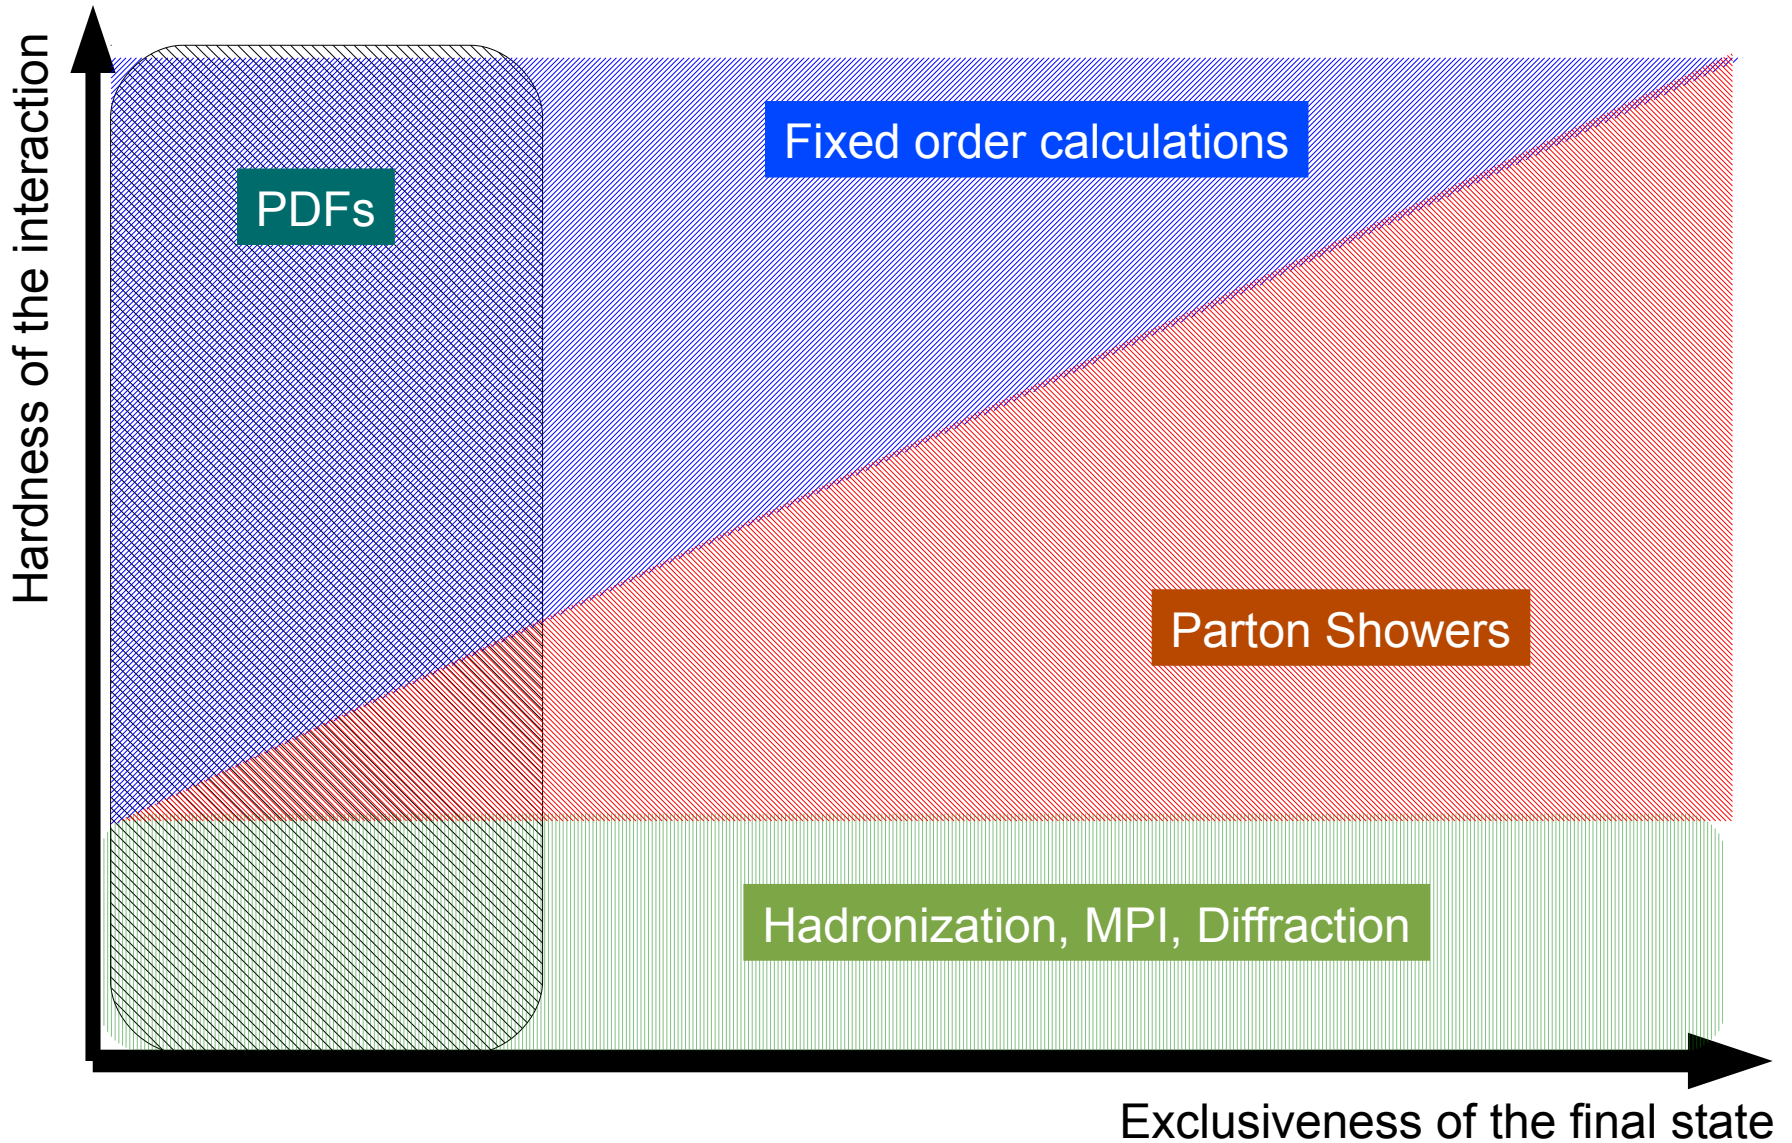 Hardness of the interaction
Fixed order calculations
PDFs
Parton Showers
Hadronization, MPI, Diffraction
Exclusiveness of the final state